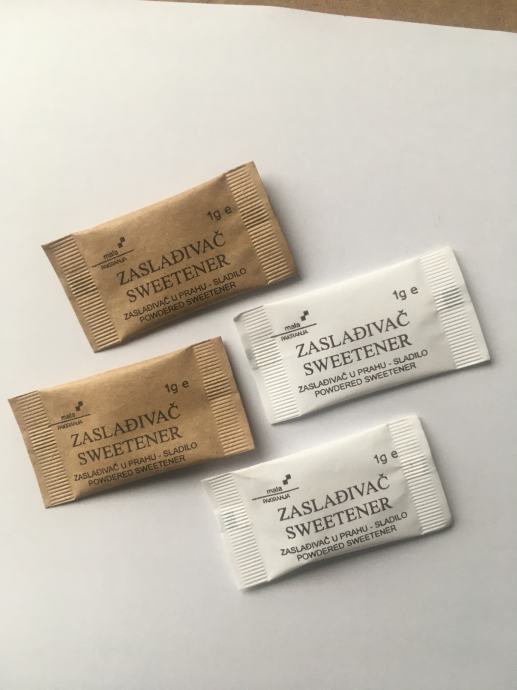 1g e
mala
PAKIRANJA
ZASLAĐIVAČ
SWEETENER
ZASLAĐIVAČ U PRAHU - SLADILO
POWDERED SWEETENER
1g e
mala
PAKIRANJA
ZASLAĐIVAČ
SWEETENER
ZASLAĐIVAČ U PRAHU - SLADILO
POWDERED SWEETENER
1g e
mala
PAKIRANJA
ZASLAĐIVAČ
SWEETENER
ZASLAĐIVAČ U PRAHU - SLADILO
POWDERED SWEETENER
1g e
mala
PAKIRANJA
ZASLAĐIVAČ
SWEETENER
ZASLAĐIVAČ U PRAHU - SLADILO
POWDERED SWEETENER